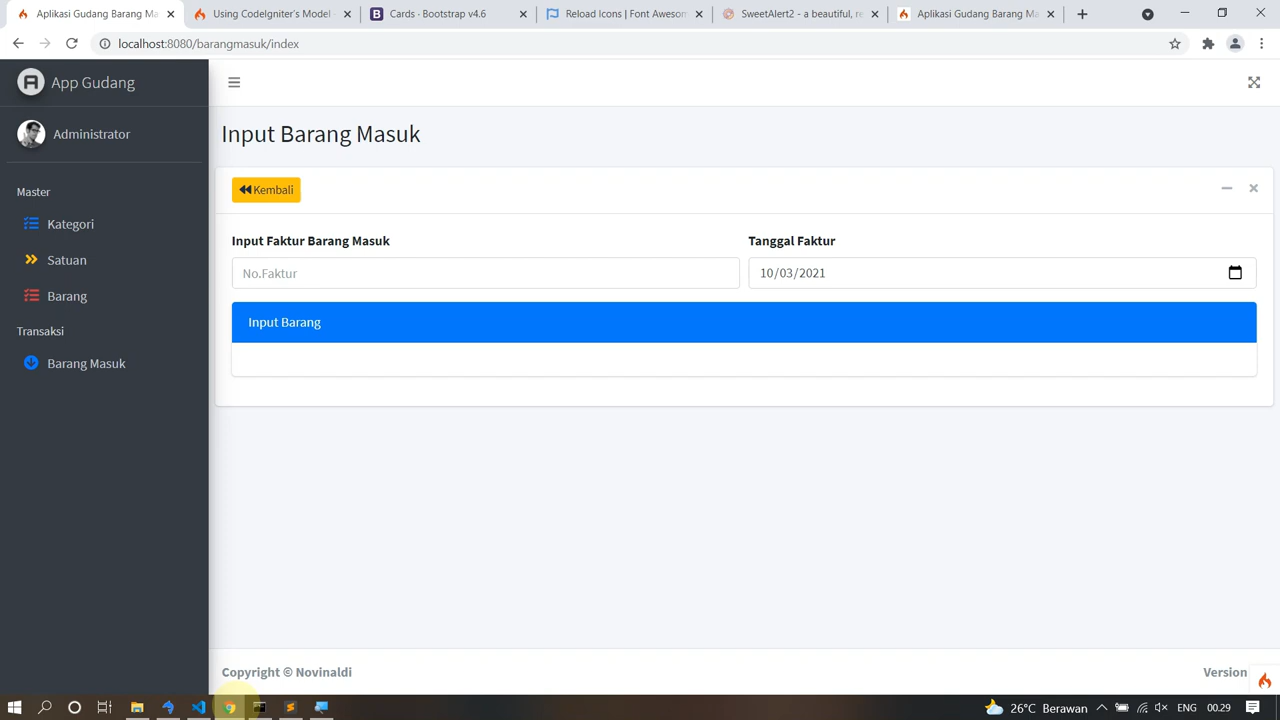 Aplikasi Gudang Barang Ma
Using CodeIgniter's Model
Cards · Bootstrap v4.6
Reload Icons | Font Awesom
SweetAlert2 - a beautiful, re
Aplikasi Gudang Barang Ma
localhost:8080/barangmasuk/index
App Gudang
Administrator
Master
Kategori
Satuan
Barang
Transaksi
Barang Masuk
Input Barang Masuk
Kembali
Input Faktur Barang Masuk
Tanggal Faktur
No.Faktur
10/03/2021
Input Barang
Copyright © Novinaldi
Version
26°C Berawan
ENG
00.29